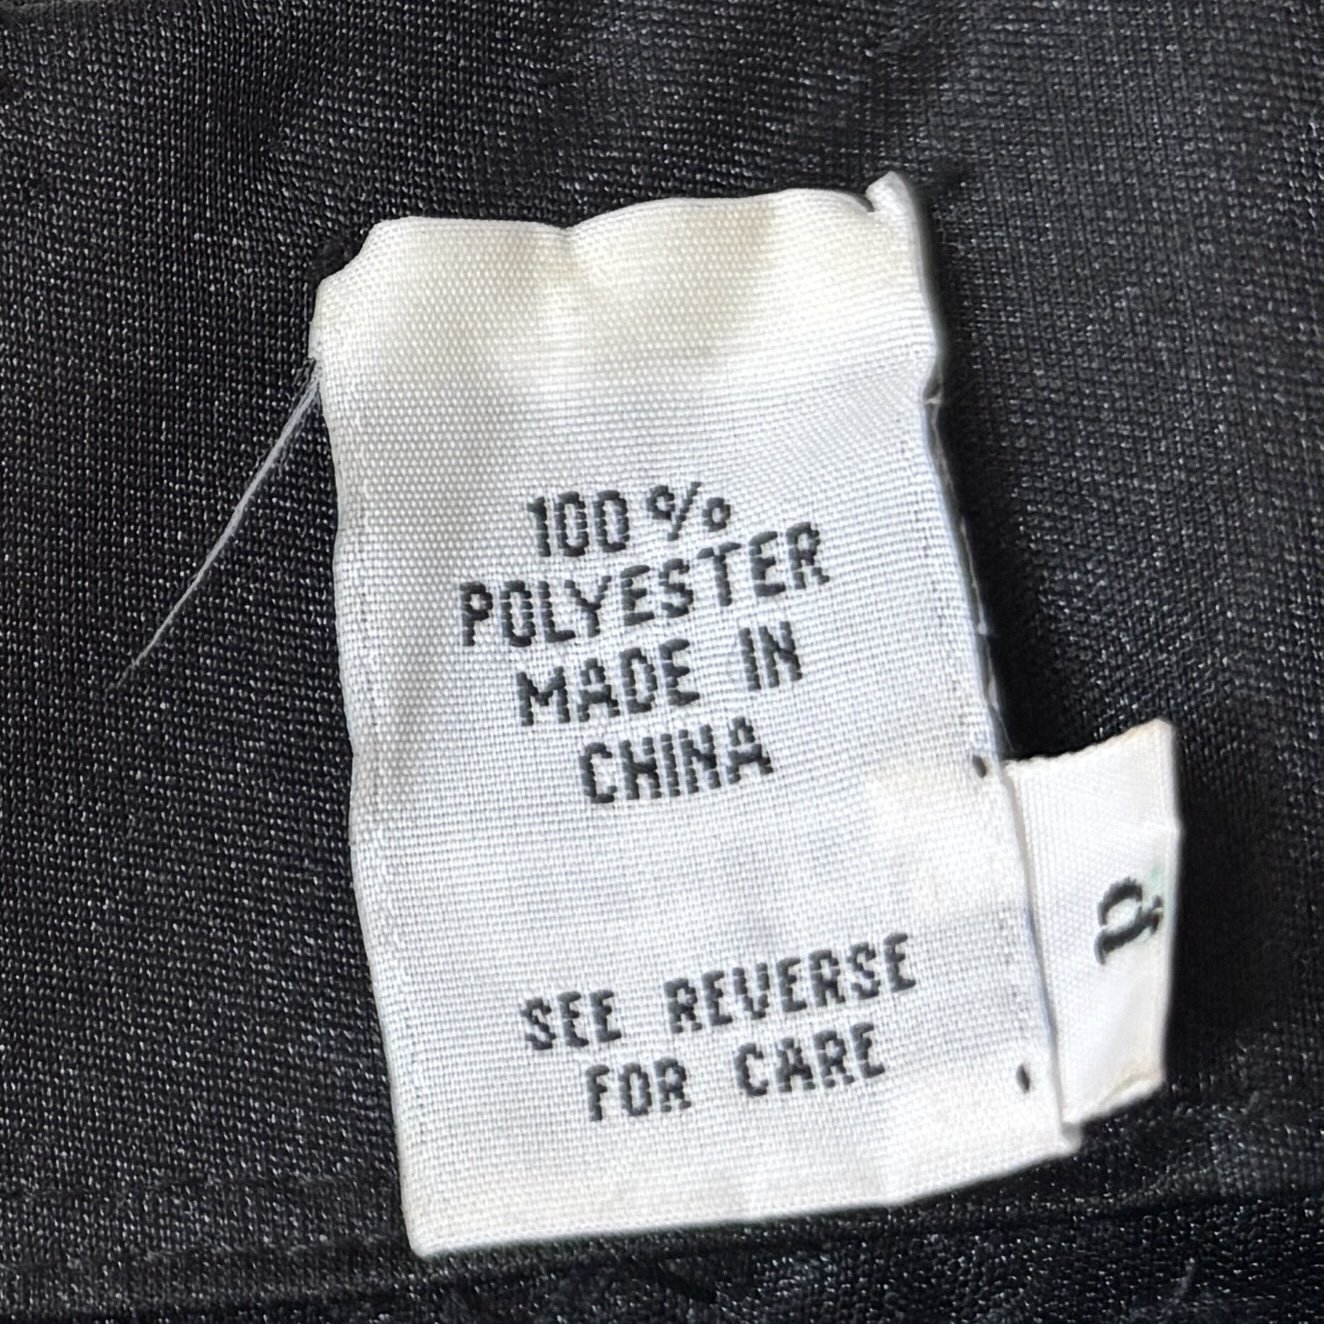 100%
POLYESTER
MADE IN
CHINA
SEE REVERSE
FOR CARE